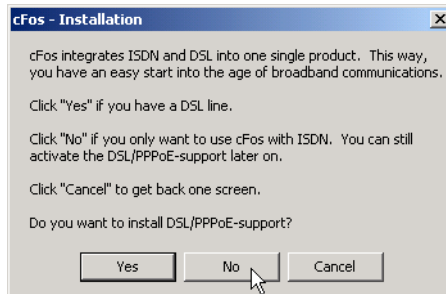 cFos - Installation
cFos integrates ISDN and DSL into one single product. This way,
you have an easy start into the age of broadband communications.
Click "Yes" if you have a DSL line.
Click "No" if you only want to use cFos with ISDN. You can still
activate the DSL/PPPoE-support later on.
Click "Cancel" to get back one screen.
Do you want to install DSL/PPPoE-support?
Yes
No
Cancel